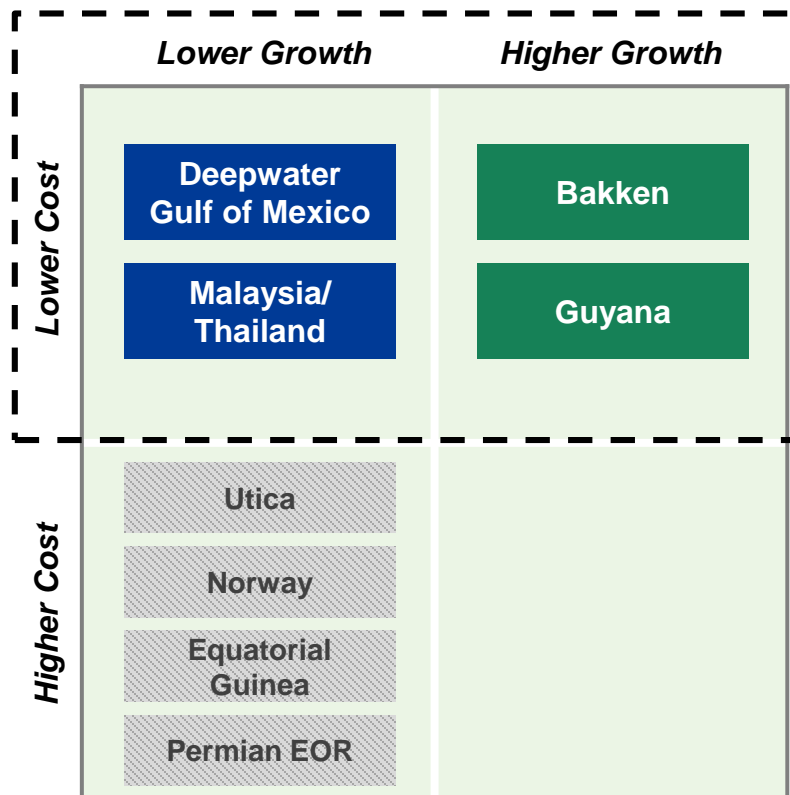 Lower Growth
Higher Growth
Lower Cost
Deepwater
Gulf of Mexico
Bakken
Malaysia/
Thailand
Guyana
Higher Cost
Utica
Norway
Equatorial
Guinea
Permian EOR